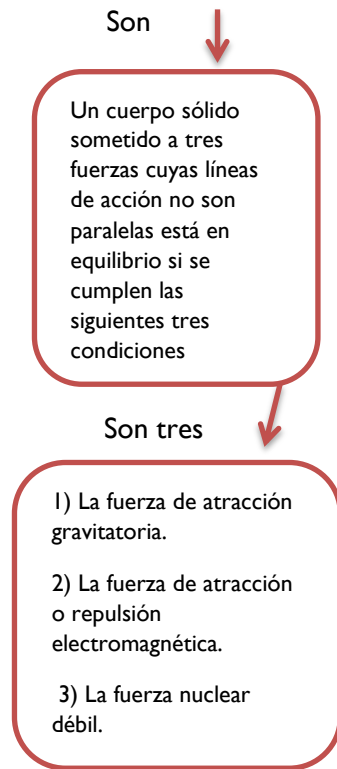 Son
Un cuerpo sólido
sometido a tres
fuerzas cuyas líneas
de acción no son
paralelas está en
equilibrio si se
cumplen las
siguientes tres
condiciones
Son tres
1) La fuerza de atracción
gravitatoria.
2) La fuerza de atracción
o repulsión
electromagnética.
3) La fuerza nuclear
débil.